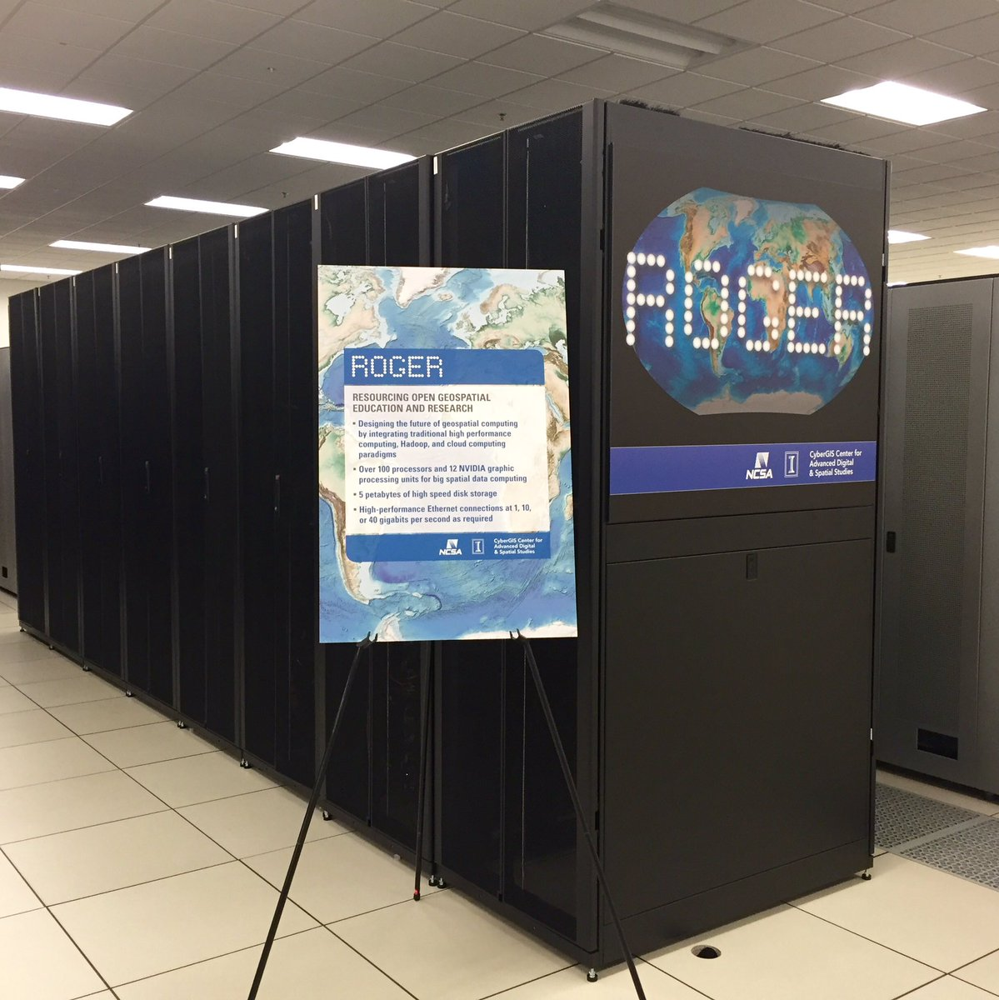 ROGER
RESOURCING OPEN GEOSPATIAL
EDUCATION AND RESEARCH
▪ Designing the future of geospatial computing
by integrating traditional high performance
computing, Hadoop, and cloud computing
paradigms
▪ Over 100 processors and 12 NVIDIA graphic
processing units for big spatial data computing
▪ 5 petabytes of high speed disk storage
▪ High-performance Ethernet connections at 1, 10,
or 40 gigabits per second as required
NCSA
I
CyberGIS Center for
Advanced Digital
& Spatial Studies
ROGER
NCSA
I
CyberGIS Center for
Advanced Digital
& Spatial Studies